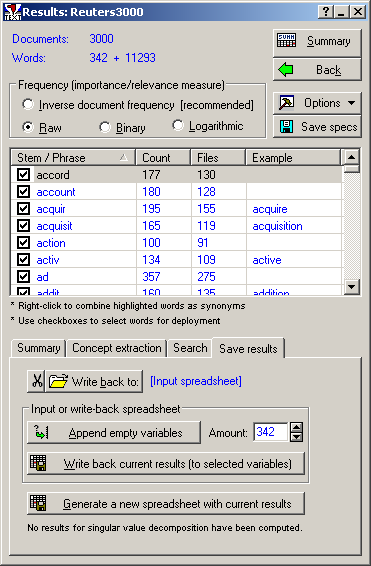 Results: Reuters3000
Documents: 3000
Words: 342 + 11293
Summary
Back
Frequency (importance/relevance measure)
Inverse document frequency [recommended]
Raw Binary Logarithmic
Options
Save specs
Stem / Phrase Count Files Example
accord 177 130
account 180 128
acquir 195 155 acquire
acquisit 165 119 acquisition
action 100 91
activ 134 109 active
ad 357 275
addit 160 135 addition
* Right-click to combine highlighted words as synonyms
* Use checkboxes to select words for deployment
Summary Concept extraction Search Save results
Write back to: [Input spreadsheet]
Input or write-back spreadsheet
Append empty variables Amount: 342
Write back current results (to selected variables)
Generate a new spreadsheet with current results
No results for singular value decomposition have been computed.